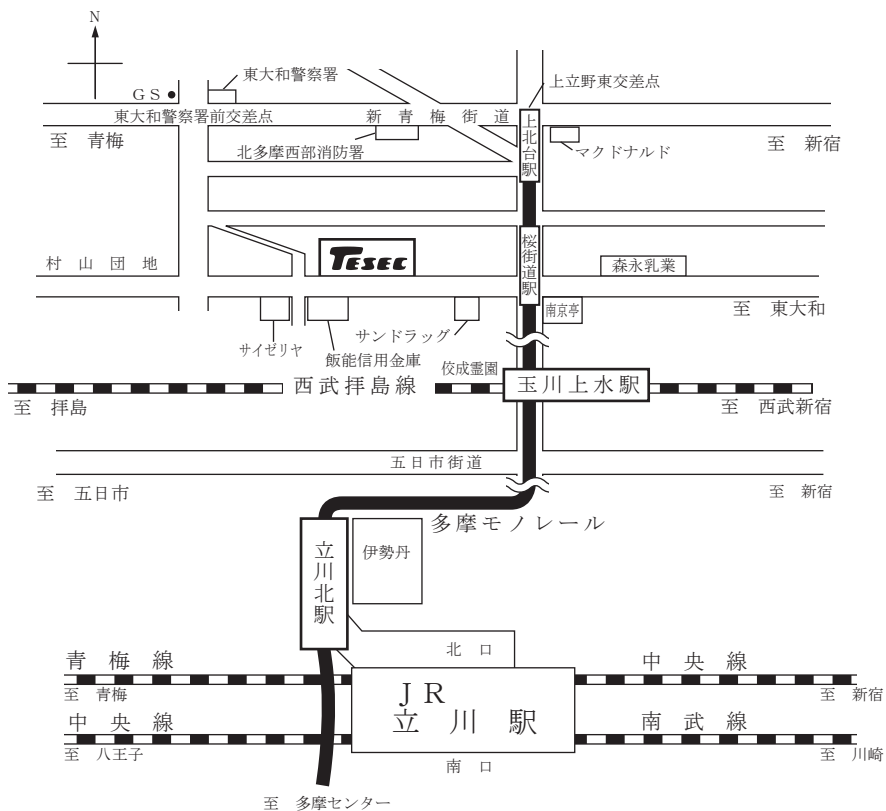 N
東大和警察署
上立野東交差点
GS
東大和警察署前交差点
新青梅街道
至 青梅
北多摩西部消防署
上北台駅
マクドナルド
至 新宿
村山団地
TESEC
桜街道駅
森永乳業
南京亭
至 東大和
サイゼリヤ
飯能信用金庫
サンドラッグ
西武拝島線
佼成霊園
玉川上水駅
至 拝島
至 西武新宿
五日市街道
至 五日市
至 新宿
多摩モノレール
立川北駅
伊勢丹
北口
青梅線
中央線
至 青梅
至 新宿
JR
立川駅
中央線
南武線
至 八王子
至 川崎
南口
至 多摩センター